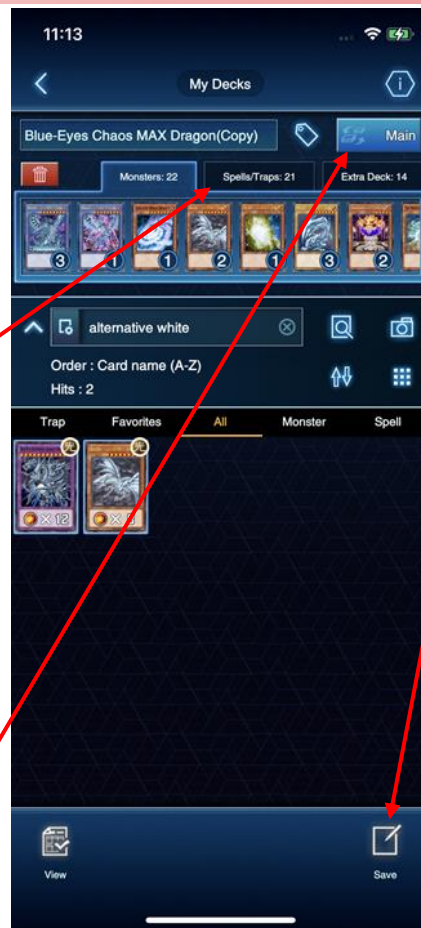 11:13
My Decks
Blue-Eyes Chaos MAX Dragon(Copy)
Main
Monsters: 22
Spells/Traps: 21
Extra Deck: 14
3
1
1
2
1
3
2
alternative white
Order : Card name (A-Z)
Hits : 2
Trap
Favorites
All
Monster
Spell
× 12
View
Save